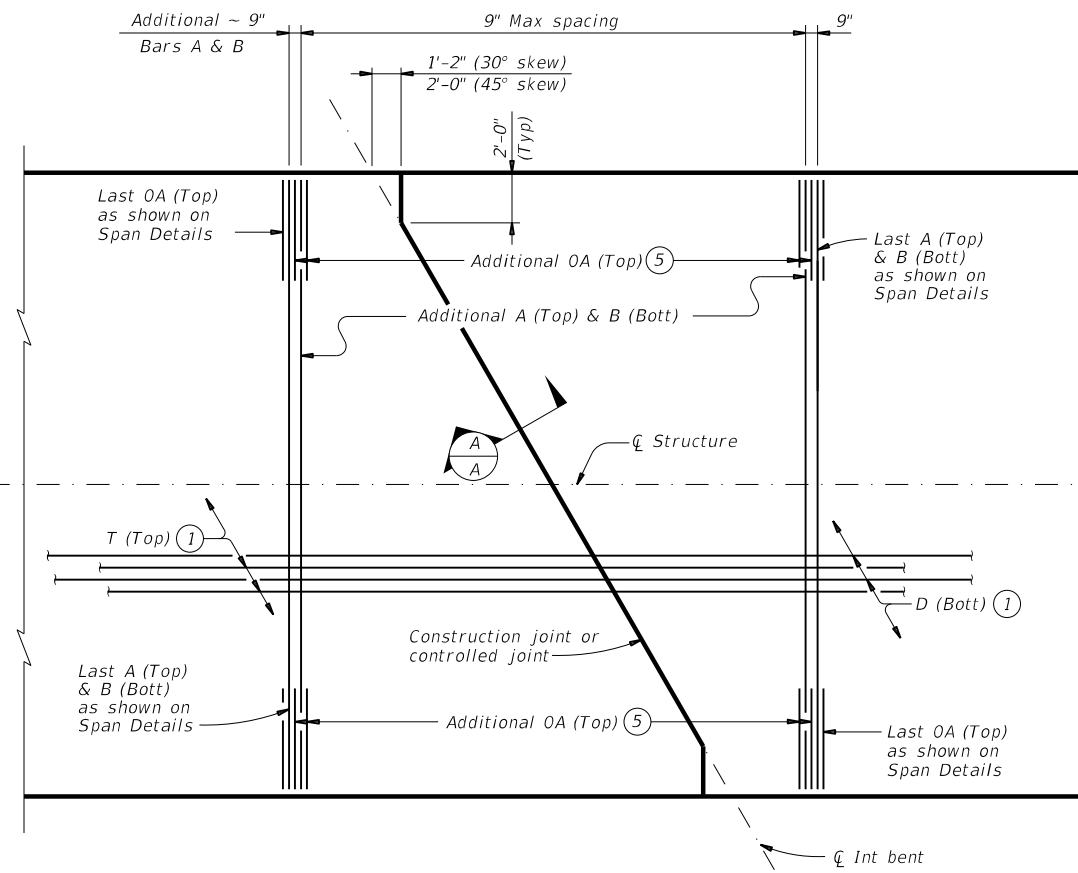 Additional ~ 9"
Bars A & B
9" Max spacing
9"
1'-2" (30° skew)
2'-0" (45° skew)
2'-0"
(Typ)
Last OA (Top)
as shown on
Span Details
Additional OA (Top) 5
Last A (Top)
& B (Bott)
as shown on
Span Details
Additional A (Top) & B (Bott)
A
A
℄ Structure
T (Top) 1
D (Bott) 1
Construction joint or
controlled joint
Last A (Top)
& B (Bott)
as shown on
Span Details
Additional OA (Top) 5
Last OA (Top)
as shown on
Span Details
℄ Int bent